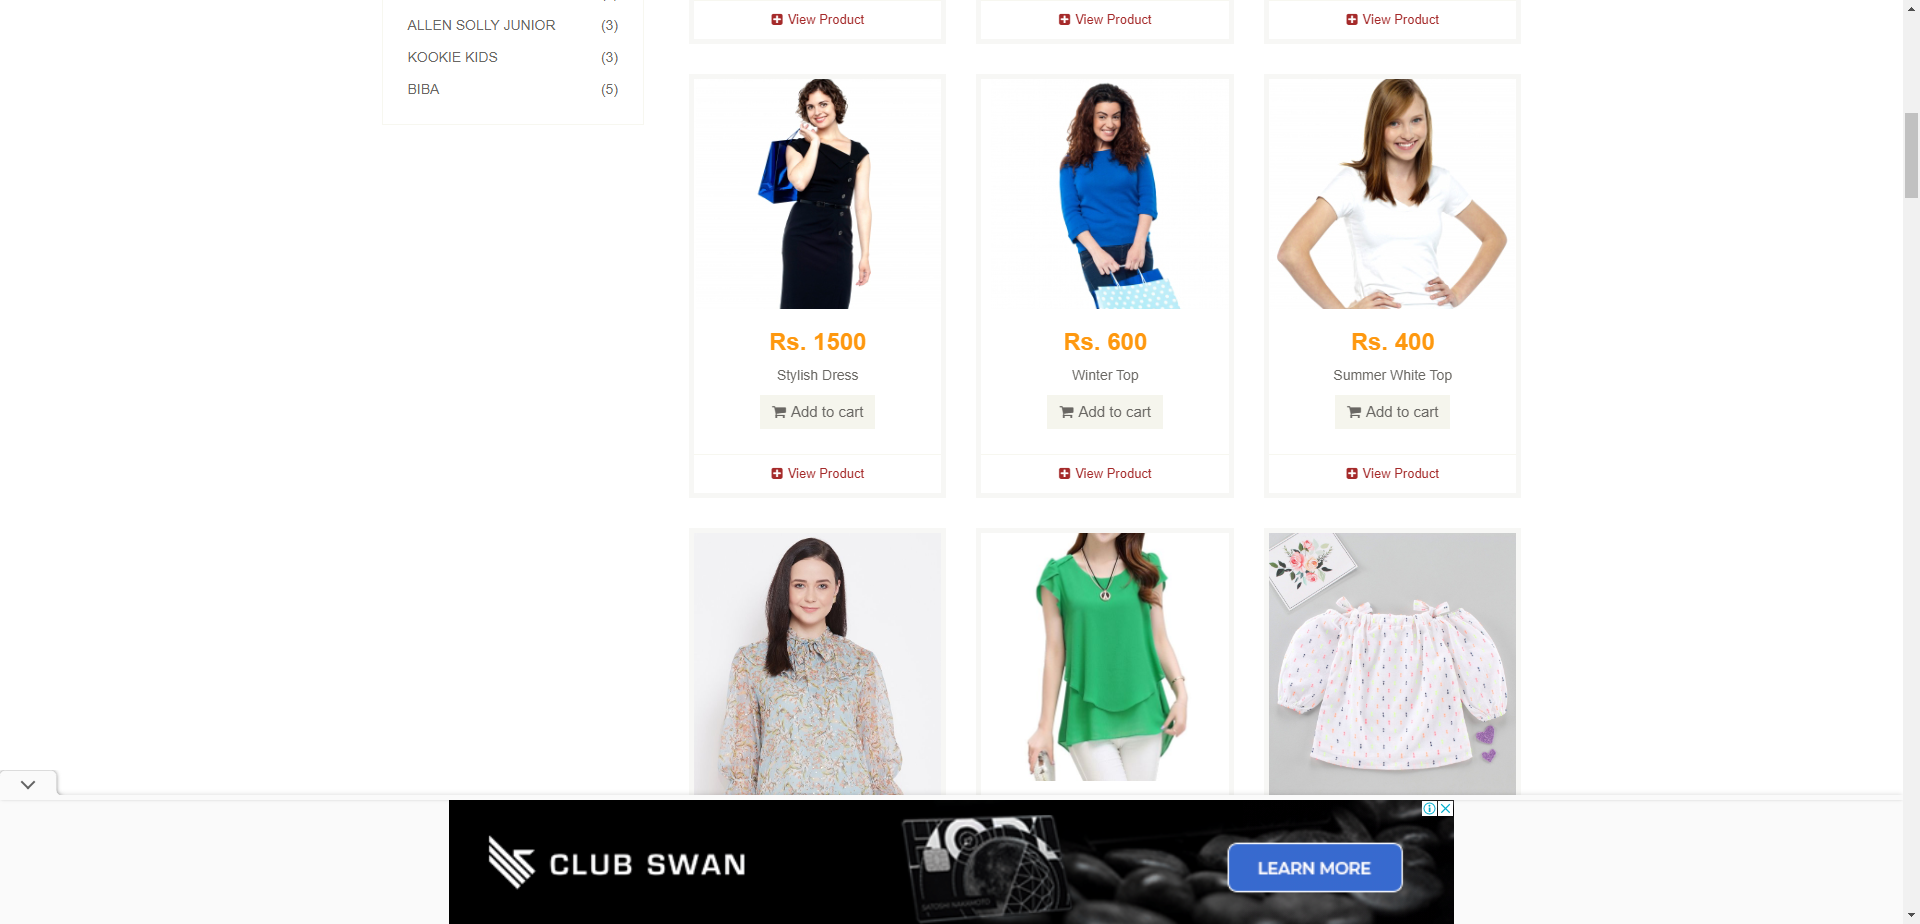 ALLEN SOLLY JUNIOR (3)
KOOKIE KIDS (3)
BIBA (5)
View Product
View Product
View Product
Rs. 1500
Stylish Dress
Add to cart
View Product
Rs. 600
Winter Top
Add to cart
View Product
Rs. 400
Summer White Top
Add to cart
View Product
CLUB SWAN
SATOSHI NAKAMOTO
LEARN MORE